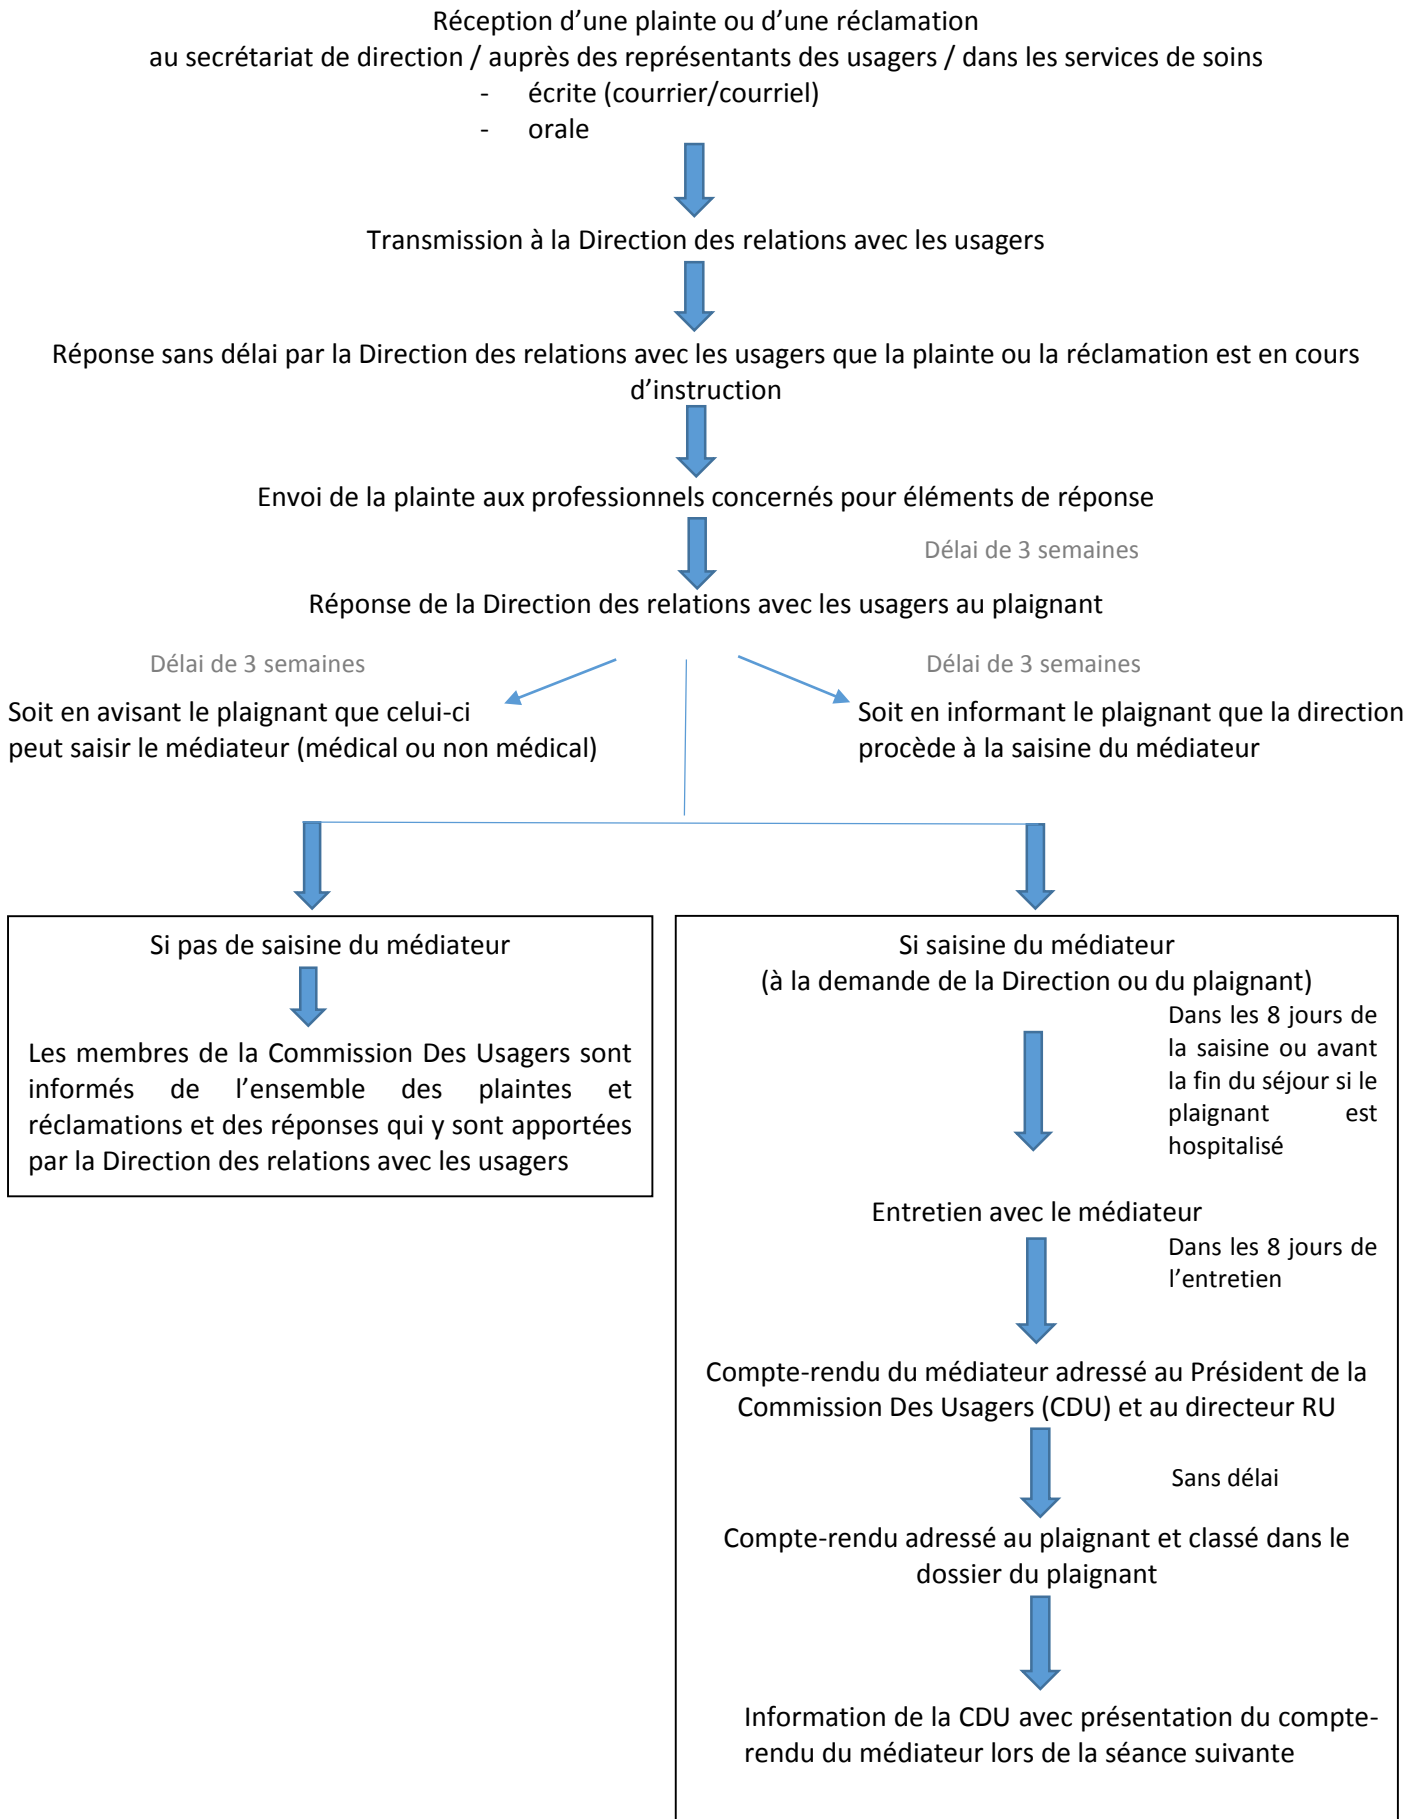 Réception d’une plainte ou d’une réclamation
au secrétariat de direction / auprès des représentants des usagers / dans les services de soins
- écrite (courrier/courriel)
- orale
Transmission à la Direction des relations avec les usagers
Réponse sans délai par la Direction des relations avec les usagers que la plainte ou la réclamation est en cours
d’instruction
Envoi de la plainte aux professionnels concernés pour éléments de réponse
Délai de 3 semaines
Réponse de la Direction des relations avec les usagers au plaignant
Délai de 3 semaines
Soit en avisant le plaignant que celui-ci
peut saisir le médiateur (médical ou non médical)
Délai de 3 semaines
Soit en informant le plaignant que la direction
procède à la saisine du médiateur
Si pas de saisine du médiateur
Les membres de la Commission Des Usagers sont
informés de l’ensemble des plaintes et
réclamations et des réponses qui y sont apportées
par la Direction des relations avec les usagers
Si saisine du médiateur
(à la demande de la Direction ou du plaignant)
Dans les 8 jours de
la saisine ou avant
la fin du séjour si le
plaignant est
hospitalisé
Entretien avec le médiateur
Dans les 8 jours de
l’entretien
Compte-rendu du médiateur adressé au Président de la
Commission Des Usagers (CDU) et au directeur RU
Sans délai
Compte-rendu adressé au plaignant et classé dans le
dossier du plaignant
Information de la CDU avec présentation du compte-
rendu du médiateur lors de la séance suivante